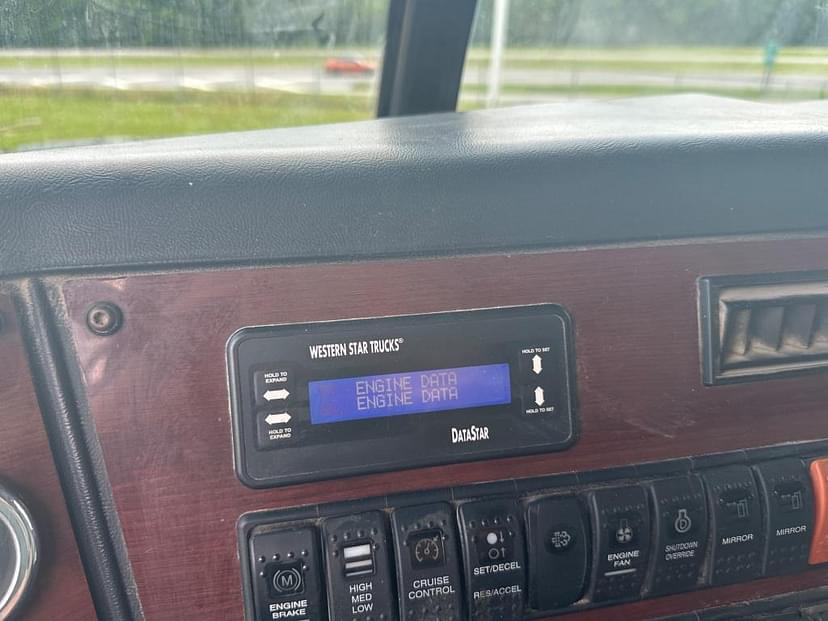 WESTERN STAR TRUCKS®
HOLD TO SET
HOLD TO
EXPAND
ENGINE DATA
ENGINE DATA
HOLD TO
EXPAND
HOLD TO SET
DATASTAR
ENGINE
BRAKE
HIGH
MED
LOW
CRUISE
CONTROL
SET/DECEL
RES/ACCEL
ENGINE
FAN
SHUTDOWN
OVERRIDE
MIRROR
MIRROR